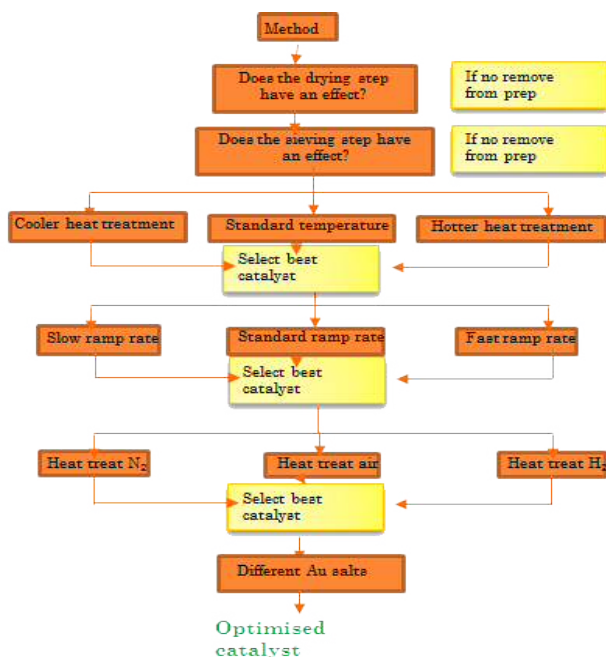 Method
Does the drying step
have an effect?
If no remove
from prep
Does the sieving step have
an effect?
If no remove
from prep
Cooler heat treatment
Standard temperature
Hotter heat treatment
Select best
catalyst
Slow ramp rate
Standard ramp rate
Fast ramp rate
Select best
catalyst
Heat treat N₂
Heat treat air
Heat treat H₂
Select best
catalyst
Different Au salts
Optimised
catalyst